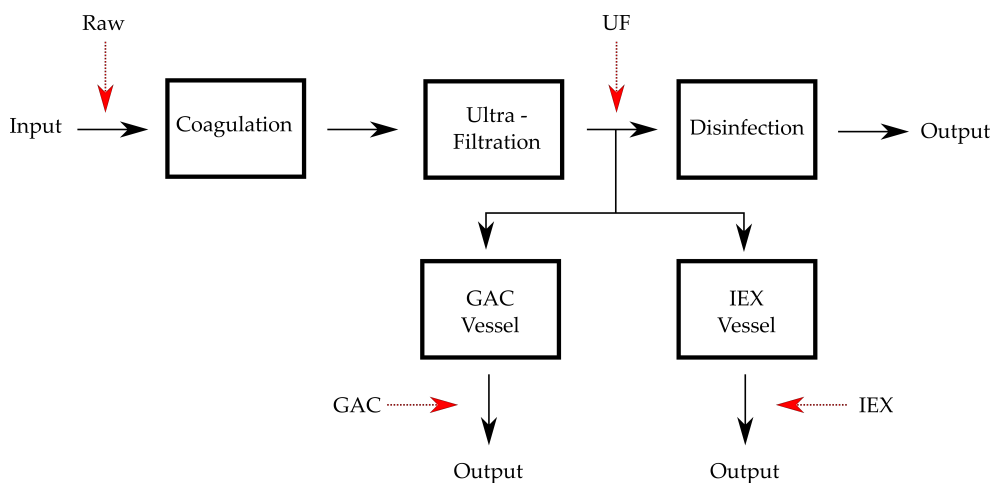 Raw
UF
Input
Coagulation
Ultra -
Filtration
Disinfection
Output
GAC
Vessel
IEX
Vessel
GAC
IEX
Output
Output